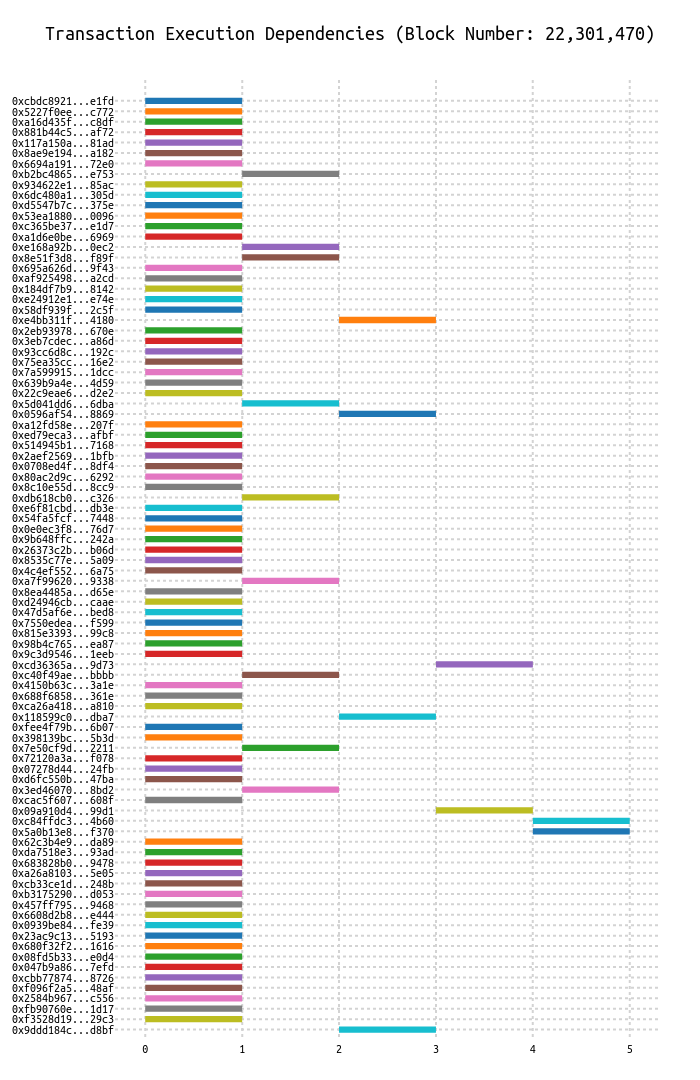 Transaction Execution Dependencies (Block Number: 22,301,470)
0xcbdc8921...e1fd
0x5227f0ee...c772
0xa16d435f...c8df
0x881b44c5...af72
0x117a150a...81ad
0x8ae9e194...a182
0x6694a191...72e0
0xb2bc4865...e753
0x934622e1...85ac
0x6dc480a1...305d
0xd5547b7c...375e
0x53ea1880...0096
0xc365be37...e1d7
0xa1d6e0be...6969
0xe168a92b...0ec2
0x8e51f3d8...f89f
0x695a626d...9f43
0xaf925498...a2cd
0x184df7b9...8142
0xe24912e1...e74e
0x58df939f...2c5f
0xe4bb311f...4180
0x2eb93978...670e
0x3eb7cdec...a86d
0x93cc6d8c...192c
0x75ea35cc...16e2
0x7a599915...1dcc
0x639b9a4e...4d59
0x22c9eae6...d2e2
0x5d041dd6...6dba
0x0596af54...8869
0xa12fd58e...207f
0xed79eca3...afbf
0x514945b1...7168
0x2aef2569...1bfb
0x0708ed4f...8df4
0x80ac2d9c...6292
0x8c10e55d...8cc9
0xdb618cb0...c326
0xe6f81cbd...db3e
0x54fa5fcf...7448
0x0e0ec3f8...76d7
0x9b648ffc...242a
0x26373c2b...b06d
0x8535c77e...5a09
0x4c4ef552...6a75
0xa7f99620...9338
0x8ea4485a...d65e
0xd24946cb...caae
0x47d5af6e...bed8
0x7550edea...f599
0x815e3393...99c8
0x98b4c765...ea87
0x9c3d9546...1eeb
0xcd36365a...9d73
0xc40f49ae...bbbb
0x4150b63c...3a1e
0x688f6858...361e
0xca26a418...a810
0x118599c0...dba7
0xfee4f79b...6b07
0x398139bc...5b3d
0x7e50cf9d...2211
0x72120a3a...f078
0x07278d44...24fb
0xd6fc550b...47ba
0x3ed46070...8bd2
0xcac5f607...608f
0x09a910d4...99d1
0xc84ffdc3...4b60
0x5a0b13e8...f370
0x62c3b4e9...da89
0xda7518e3...93ad
0x683828b0...9478
0xa26a8103...5e05
0xcb33ce1d...248b
0xb3175290...d053
0x457ff795...9468
0x6608d2b8...e444
0x0939be84...fe39
0x23ac9c13...5193
0x680f32f2...1616
0x08fd5b33...e0d4
0x047b9a86...7efd
0xcbb77874...8726
0xf096f2a5...48af
0x2584b967...c556
0xfb90760e...1d17
0xf3528d19...29c3
0x9ddd184c...d8bf
0 1 2 3 4 5